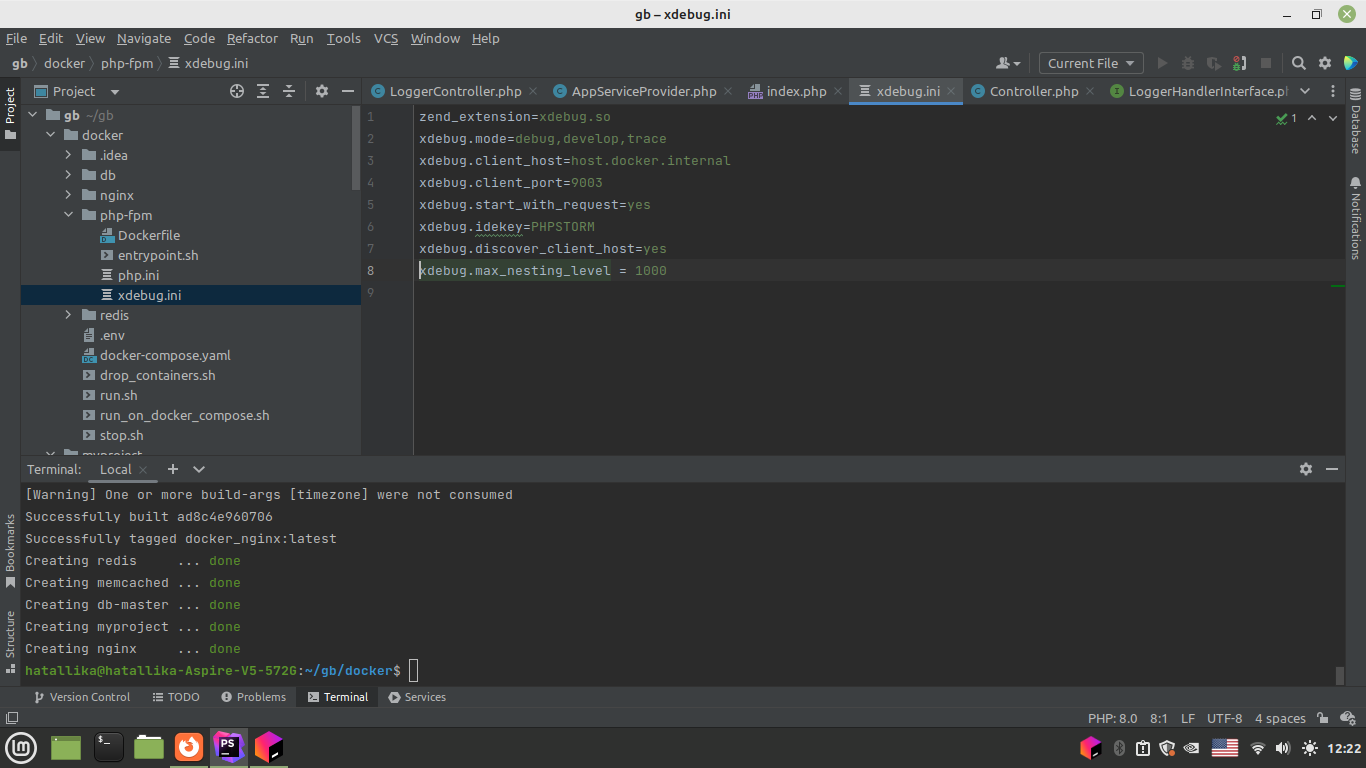 gb – xdebug.ini
File Edit View Navigate Code Refactor Run Tools VCS Window Help
gb docker php-fpm xdebug.ini
Current File
Project
LoggerController.php AppServiceProvider.php index.php xdebug.ini Controller.php LoggerHandlerInterface.ph
Project
gb ~/gb
docker
.idea
db
nginx
php-fpm
Dockerfile
entrypoint.sh
php.ini
xdebug.ini
redis
.env
docker-compose.yaml
drop_containers.sh
run.sh
run_on_docker_compose.sh
stop.sh
myproject
1 zend_extension=xdebug.so
2 xdebug.mode=debug,develop,trace
3 xdebug.client_host=host.docker.internal
4 xdebug.client_port=9003
5 xdebug.start_with_request=yes
6 xdebug.idekey=PHPSTORM
7 xdebug.discover_client_host=yes
8 xdebug.max_nesting_level = 1000
9
1
Database
Notifications
Terminal: Local
[Warning] One or more build-args [timezone] were not consumed
Successfully built ad8c4e960706
Successfully tagged docker_nginx:latest
Creating redis ... done
Creating memcached ... done
Creating db-master ... done
Creating myproject ... done
Creating nginx ... done
hatallika@hatallika-Aspire-V5-572G:~/gb/docker$
Bookmarks
Structure
Version Control TODO Problems Terminal Services
PHP: 8.0 8:1 LF UTF-8 4 spaces
PS
12:22